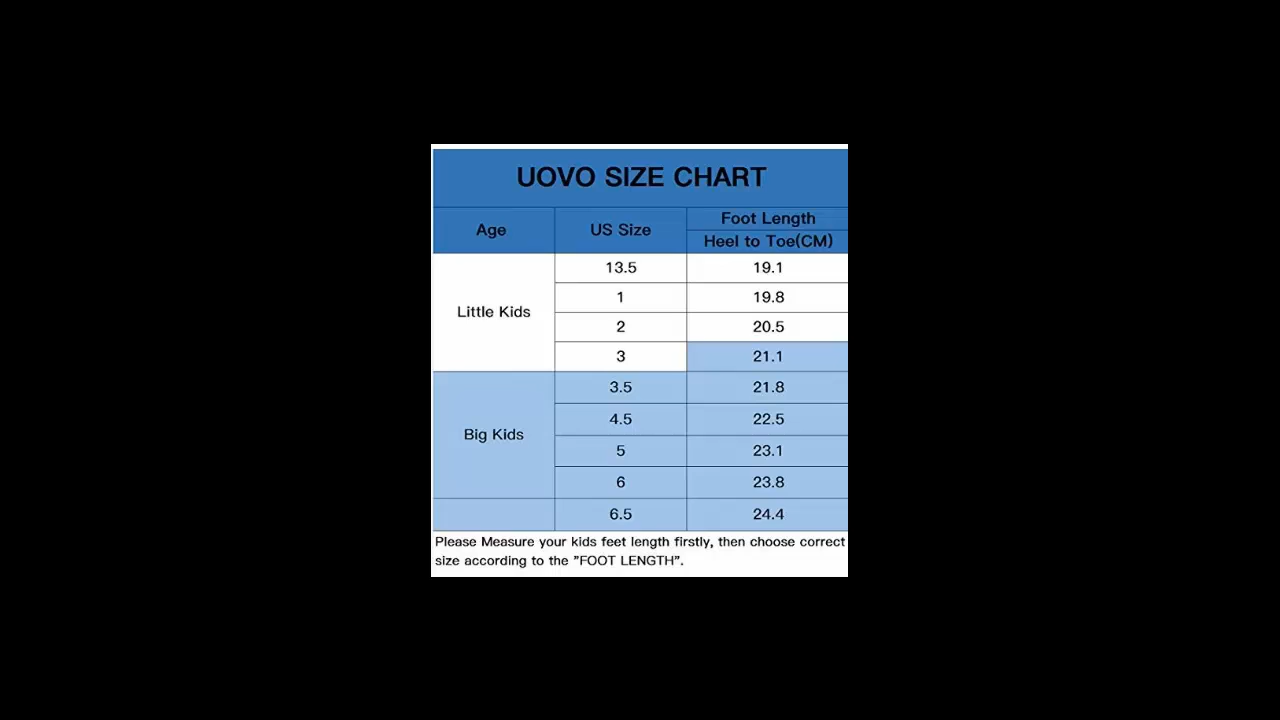 UOVO SIZE CHART
Age US Size Foot Length
Heel to Toe(CM)
13.5 19.1
1 19.8
Little Kids
2 20.5
3 21.1
3.5 21.8
4.5 22.5
Big Kids
5 23.1
6 23.8
6.5 24.4
Please Measure your kids feet length firstly, then choose correct
size according to the ”FOOT LENGTH”.